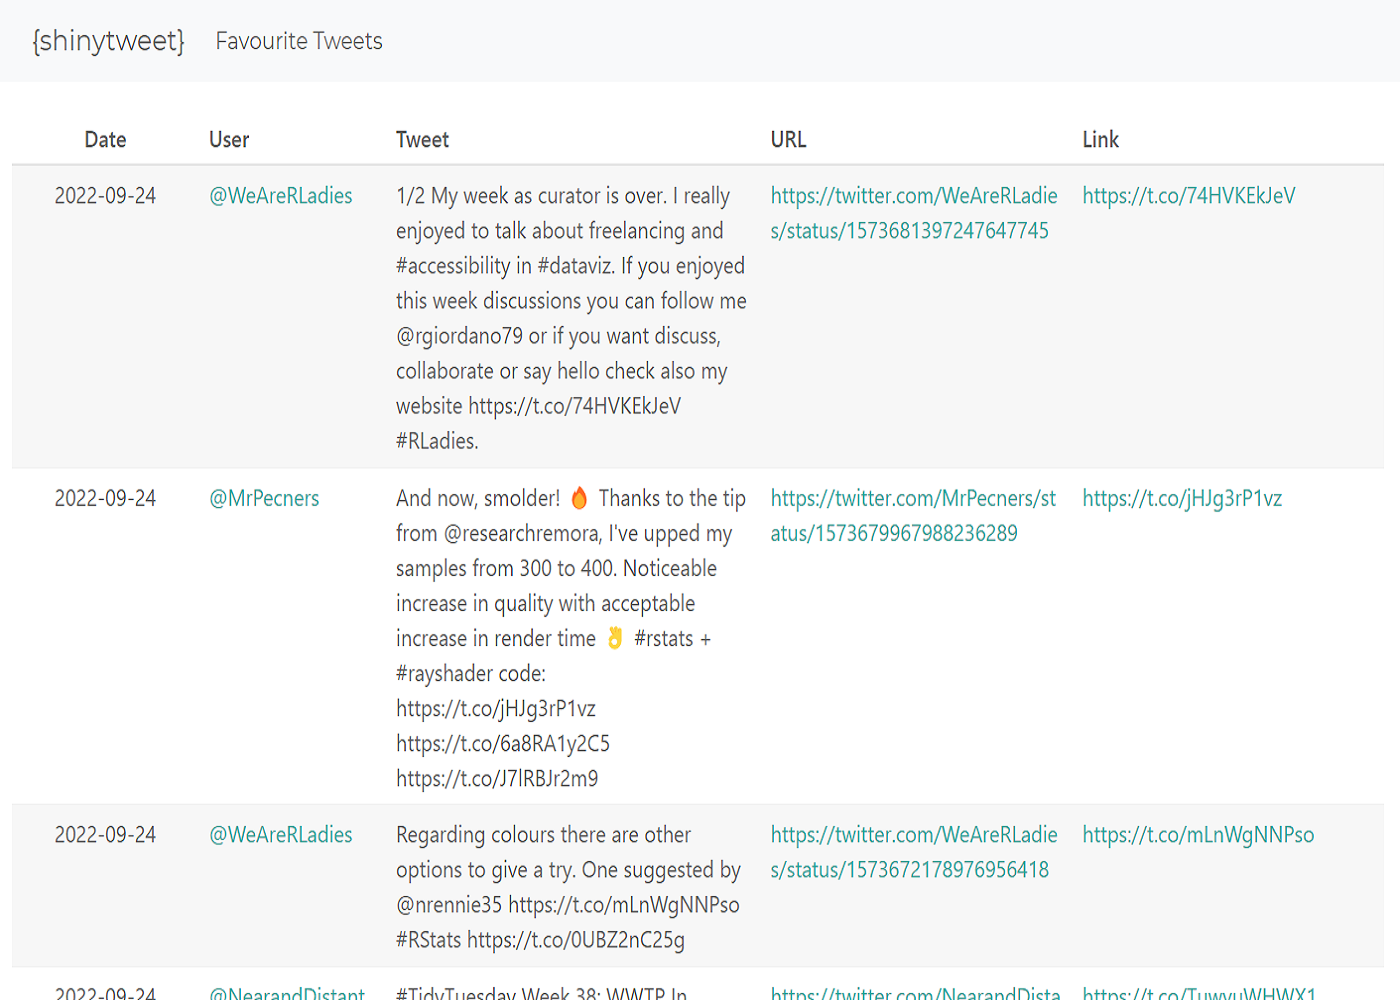 {shinytweet} Favourite Tweets
Date User Tweet URL Link
2022-09-24 @WeAreRLadies 1/2 My week as curator is over. I really https://twitter.com/WeAreRLadie https://t.co/74HVKEkJeV
enjoyed to talk about freelancing and s/status/1573681397247647745
#accessibility in #dataviz. If you enjoyed
this week discussions you can follow me
@rgiordano79 or if you want discuss,
collaborate or say hello check also my
website https://t.co/74HVKEkJeV
#RLadies.
2022-09-24 @MrPecners And now, smolder! 🔥 Thanks to the tip https://twitter.com/MrPecners/st https://t.co/jHJg3rP1vz
from @researchremora, I've upped my atus/1573679967988236289
samples from 300 to 400. Noticeable
increase in quality with acceptable
increase in render time 👌 #rstats +
#rayshader code:
https://t.co/jHJg3rP1vz
https://t.co/6a8RA1y2C5
https://t.co/J7lRBJr2m9
2022-09-24 @WeAreRLadies Regarding colours there are other https://twitter.com/WeAreRLadie https://t.co/mLnWgNNPso
options to give a try. One suggested by s/status/1573672178976956418
@nrennie35 https://t.co/mLnWgNNPso
#RStats https://t.co/0UBZ2nC25g
2022-09-24 @NearandDistant #TidyTuesday Week 38: WWTP In https://twitter.com/NearandDista https://t.co/TuwvuWHWX1